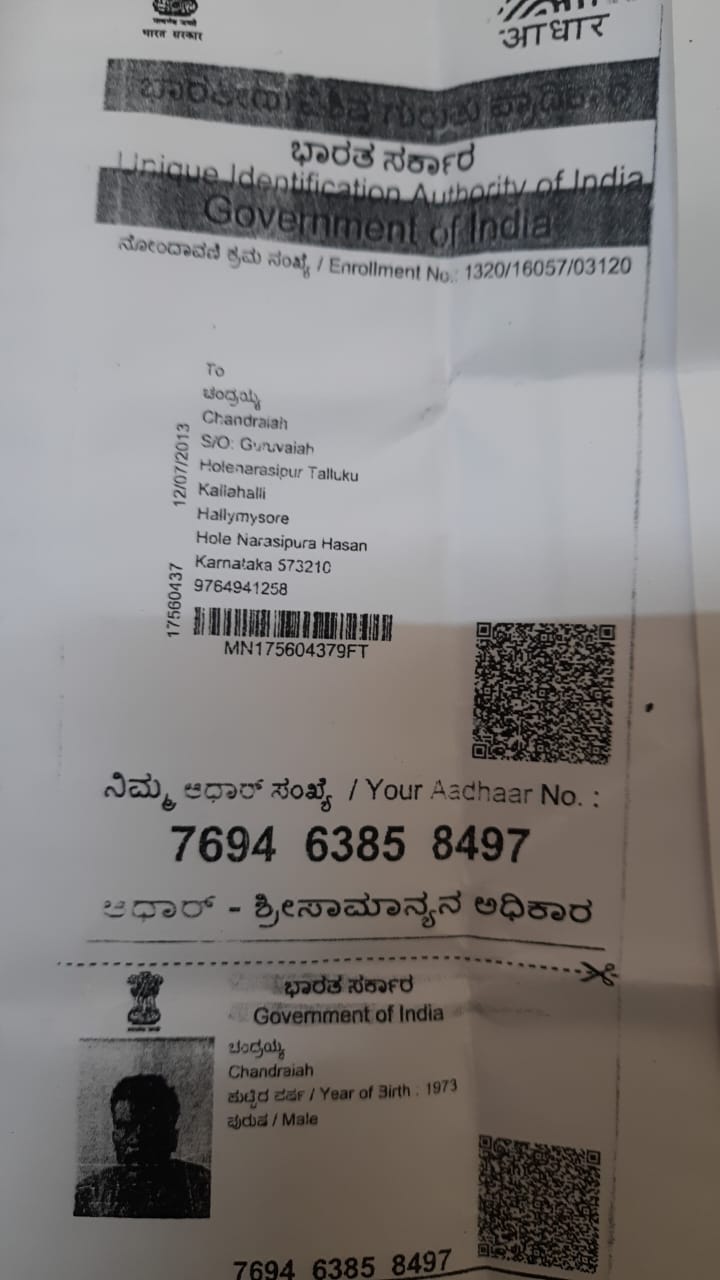 भारत सरकार
आधार
ಭಾರತ ಸರ್ಕಾರ
Unique Identification Authority of India
Government of India
ನೋಂದಾವಣೆ ಕ್ರಮ ಸಂಖ್ಯೆ / Enrollment No.: 1320/16057/03120
To
ಚಂದ್ರಯ್ಯ
Chandraiah
S/O: Guruvaiah
Holenarasipur Talluku
Kallahalli
Hallymysore
Hole Narasipura Hasan
Karnataka 573210
9764941258
12/07/2013
17560437
MN175604379FT
ನಿಮ್ಮ ಆಧಾರ್ ಸಂಖ್ಯೆ / Your Aadhaar No. :
7694 6385 8497
ಆಧಾರ್ - ಶ್ರೀಸಾಮಾನ್ಯನ ಅಧಿಕಾರ
ಭಾರತ ಸರ್ಕಾರ
Government of India
ಚಂದ್ರಯ್ಯ
Chandraiah
ಹುಟ್ಟಿದ ವರ್ಷ / Year of Birth : 1973
ಪುರುಷ / Male
7694 6385 8497